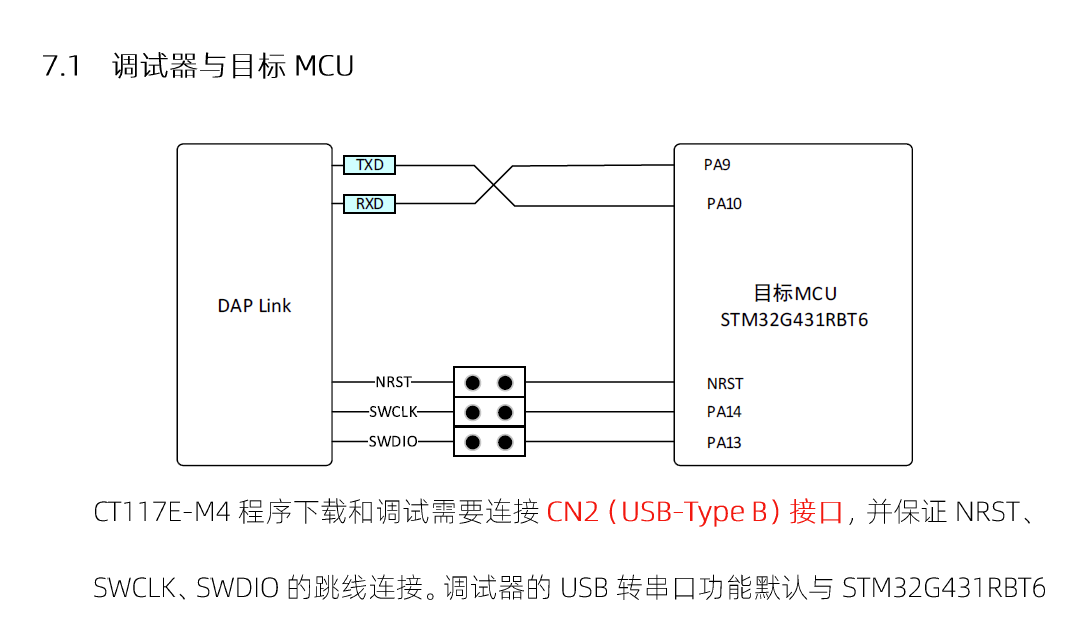 7.1 调试器与目标 MCU
TXD
PA9
RXD
PA10
DAP Link
目标MCU
STM32G431RBT6
NRST
NRST
SWCLK
PA14
SWDIO
PA13
CT117E-M4 程序下载和调试需要连接 CN2（USB-Type B）接口，并保证 NRST、
SWCLK、SWDIO 的跳线连接。调试器的 USB 转串口功能默认与 STM32G431RBT6